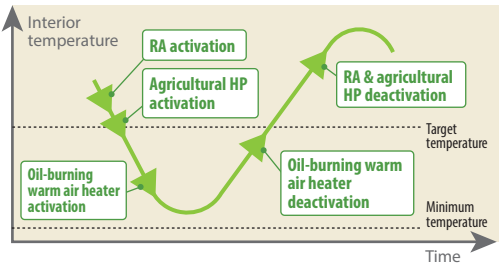 Interior
temperature
RA activation
Agricultural HP
activation
RA & agricultural
HP deactivation
Target
temperature
Oil-burning
warm air heater
activation
Oil-burning warm
air heater
deactivation
Minimum
temperature
Time